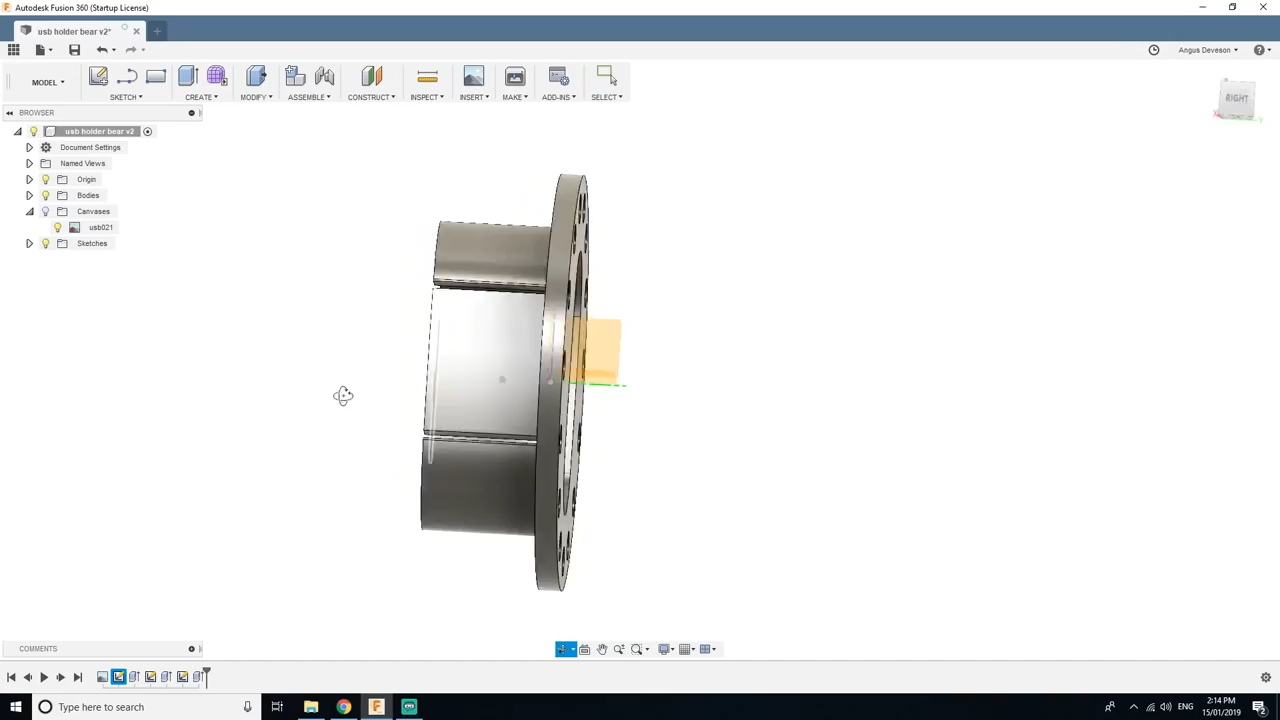 Autodesk Fusion 360 (Startup License)
usb holder bear v2*
Angus Deveson
MODEL
SKETCH
CREATE
MODIFY
ASSEMBLE
CONSTRUCT
INSPECT
INSERT
MAKE
ADD-INS
SELECT
BROWSER
usb holder bear v2
Document Settings
Named Views
Origin
Bodies
Canvases
usb021
Sketches
RIGHT
COMMENTS
Type here to search
ENG
2:14 PM
15/01/2019
2